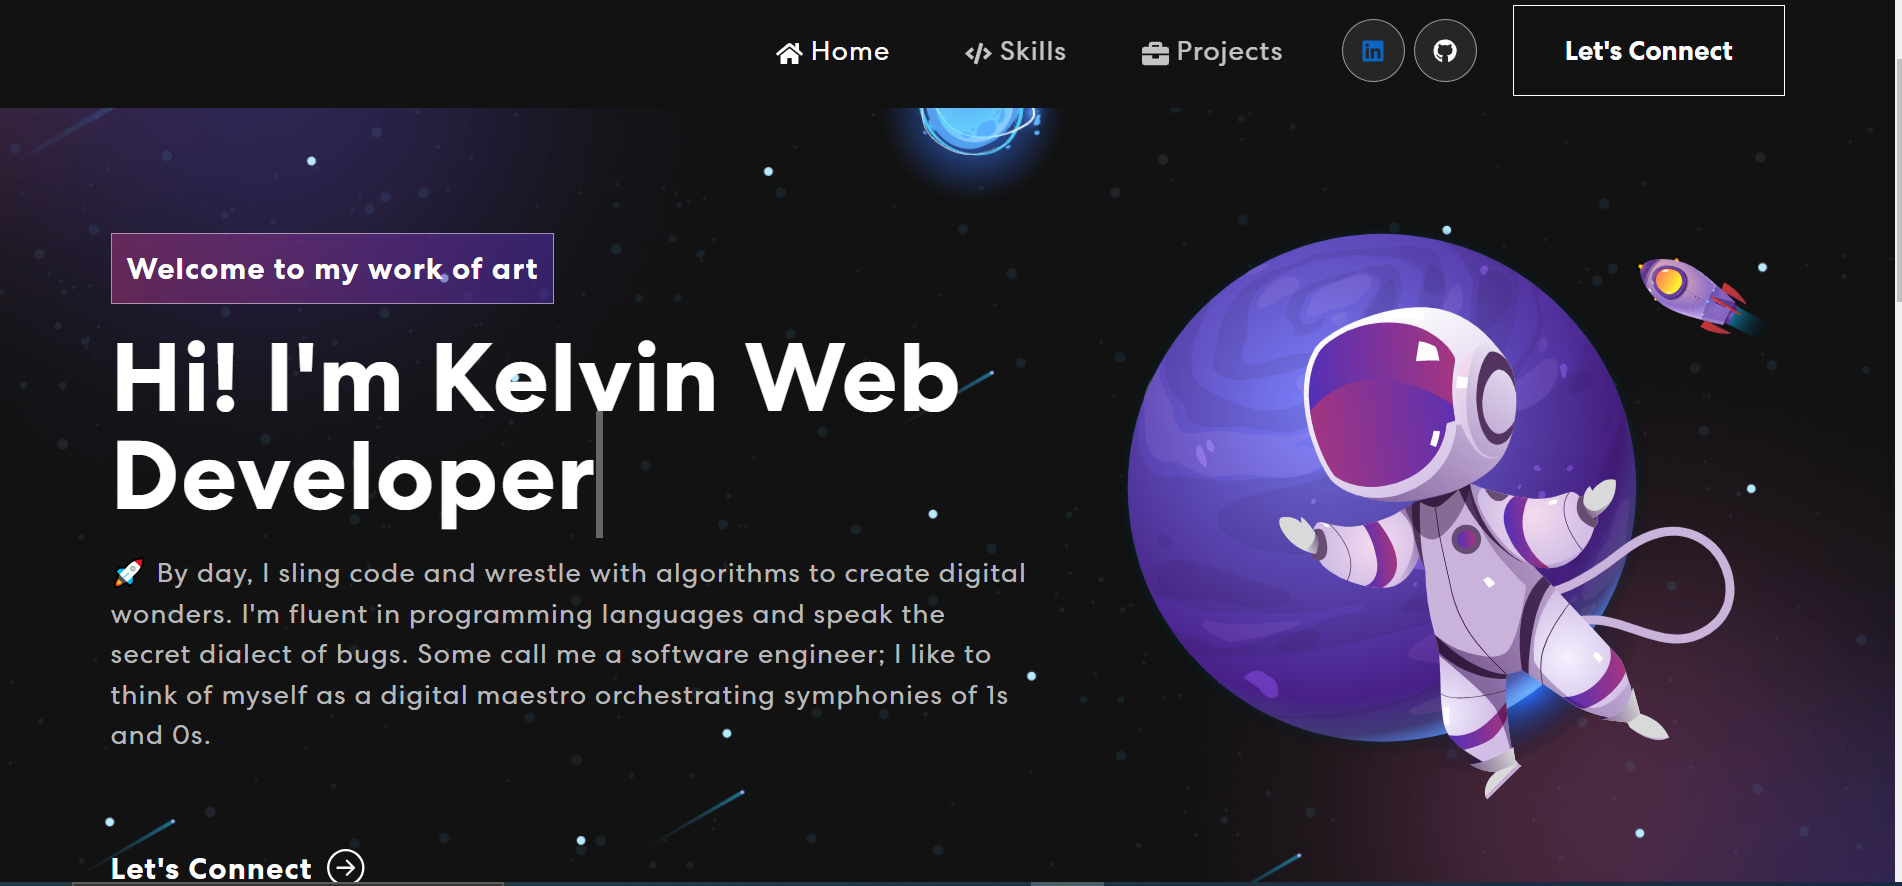 Home Skills Projects in Let's Connect
Welcome to my work of art
Hi! I'm Kelvin Web
Developer
🚀 By day, I sling code and wrestle with algorithms to create digital
wonders. I'm fluent in programming languages and speak the
secret dialect of bugs. Some call me a software engineer; I like to
think of myself as a digital maestro orchestrating symphonies of 1s
and 0s.
Let's Connect